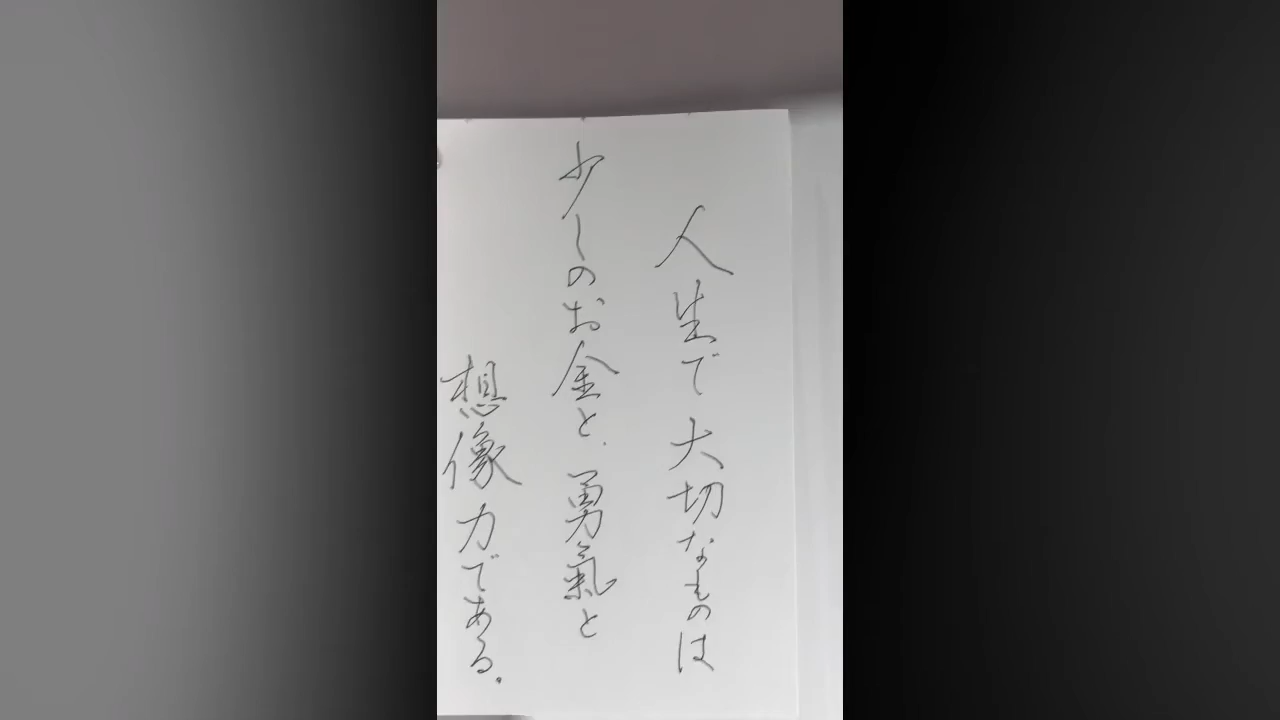 人生で大切なものは
少しのお金と、勇氣と
想像力である。